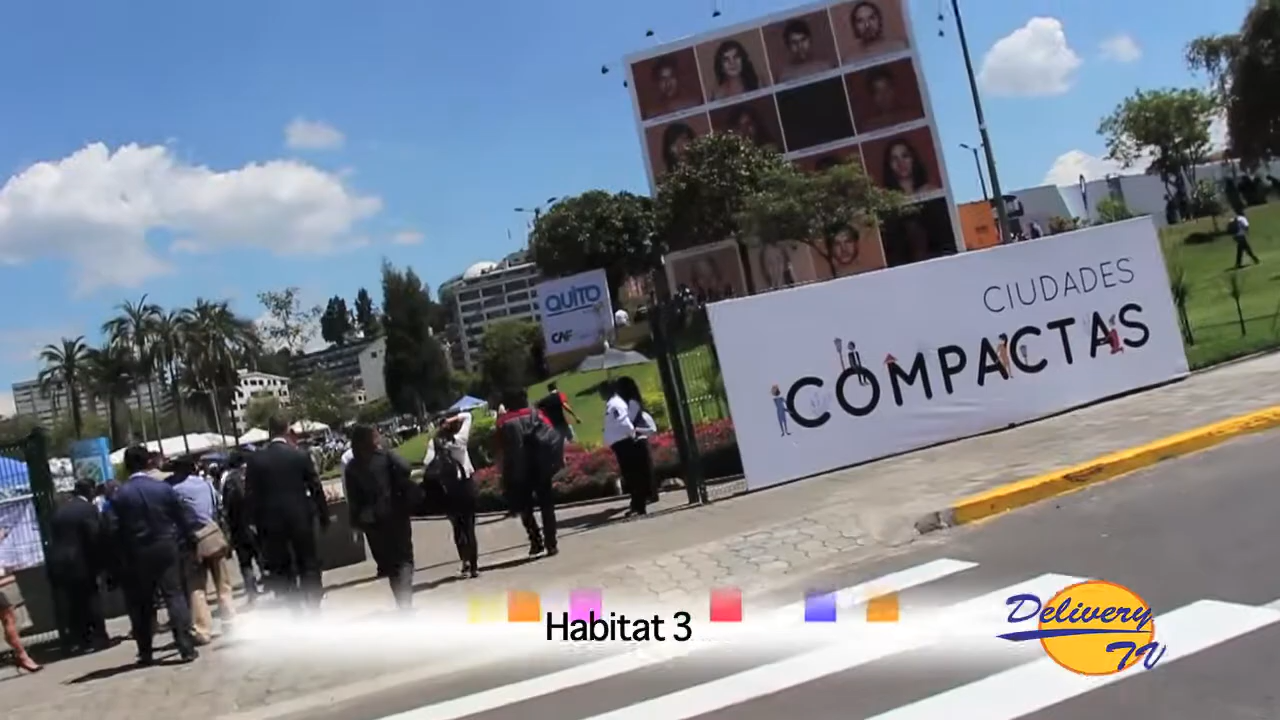 QUITO
CAF
CIUDADES
COMPACTAS
Habitat 3
Delivery
TV